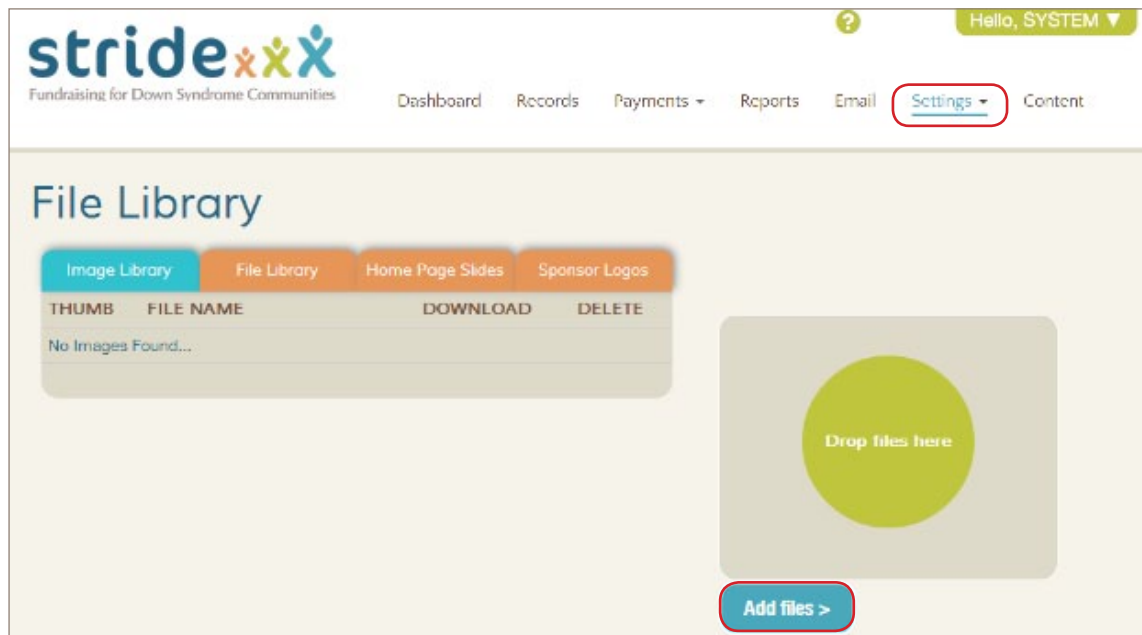 ?
Hello, SYSTEM ▼
stride
Fundraising for Down Syndrome Communities
Dashboard Records Payments Reports Email Settings Content
File Library
Image Library File Library Home Page Slides Sponsor Logos
THUMB FILE NAME DOWNLOAD DELETE
No Images Found...
Drop files here
Add files >